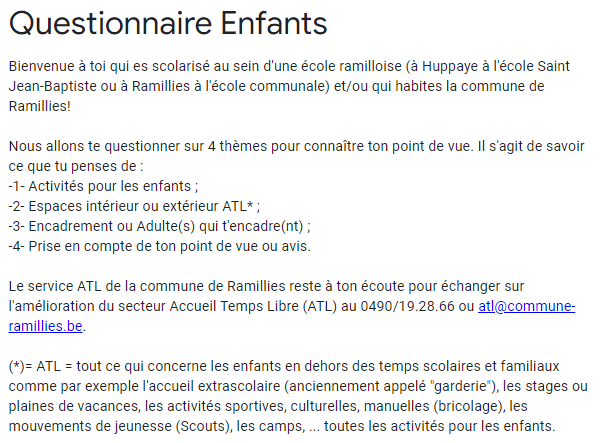 Questionnaire Enfants
Bienvenue à toi qui es scolarisé au sein d'une école ramilloise (à Huppaye à l'école Saint
Jean-Baptiste ou à Ramillies à l'école communale) et/ou qui habites la commune de
Ramillies!
Nous allons te questionner sur 4 thèmes pour connaître ton point de vue. Il s'agit de savoir
ce que tu penses de :
-1- Activités pour les enfants ;
-2- Espaces intérieur ou extérieur ATL* ;
-3- Encadrement ou Adulte(s) qui t'encadre(nt) ;
-4- Prise en compte de ton point de vue ou avis.
Le service ATL de la commune de Ramillies reste à ton écoute pour échanger sur
l'amélioration du secteur Accueil Temps Libre (ATL) au 0490/19.28.66 ou atl@commune-
ramillies.be.
(*)= ATL = tout ce qui concerne les enfants en dehors des temps scolaires et familiaux
comme par exemple l'accueil extrascolaire (anciennement appelé "garderie"), les stages ou
plaines de vacances, les activités sportives, culturelles, manuelles (bricolage), les
mouvements de jeunesse (Scouts), les camps, ... toutes les activités pour les enfants.